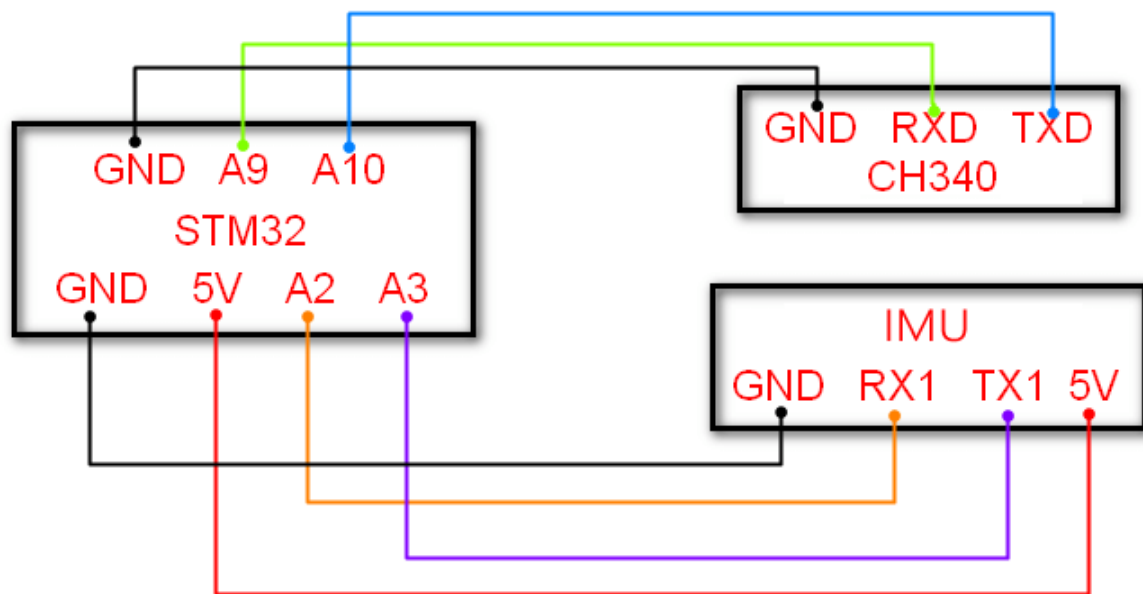 GND A9 A10
STM32
GND 5V A2 A3
GND RXD TXD
CH340
IMU
GND RX1 TX1 5V